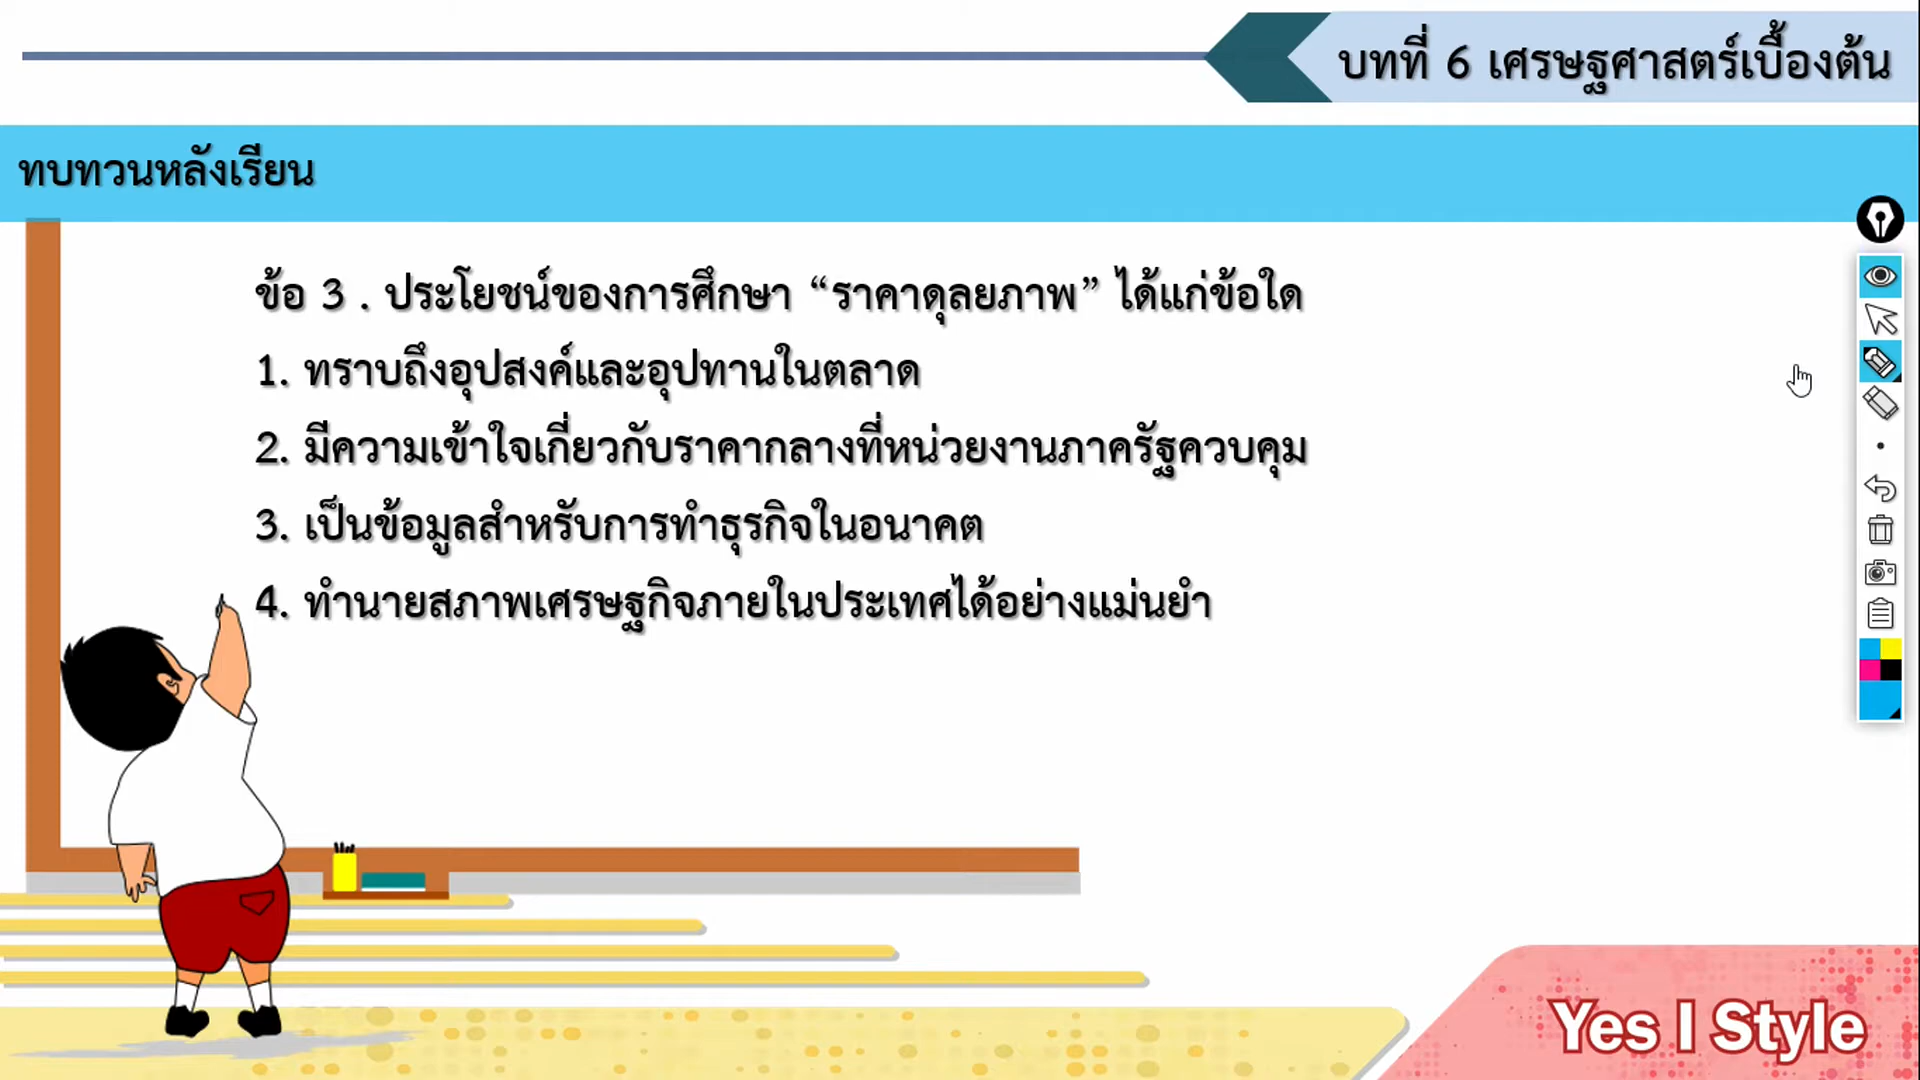 บทที่ 6 เศรษฐศาสตร์เบื้องต้น
ทบทวนหลังเรียน
ข้อ 3 . ประโยชน์ของการศึกษา “ราคาดุลยภาพ” ได้แก่ข้อใด
1. ทราบถึงอุปสงค์และอุปทานในตลาด
2. มีความเข้าใจเกี่ยวกับราคากลางที่หน่วยงานภาครัฐควบคุม
3. เป็นข้อมูลสำหรับการทำธุรกิจในอนาคต
4. ทำนายสภาพเศรษฐกิจภายในประเทศได้อย่างแม่นยำ
Yes I Style